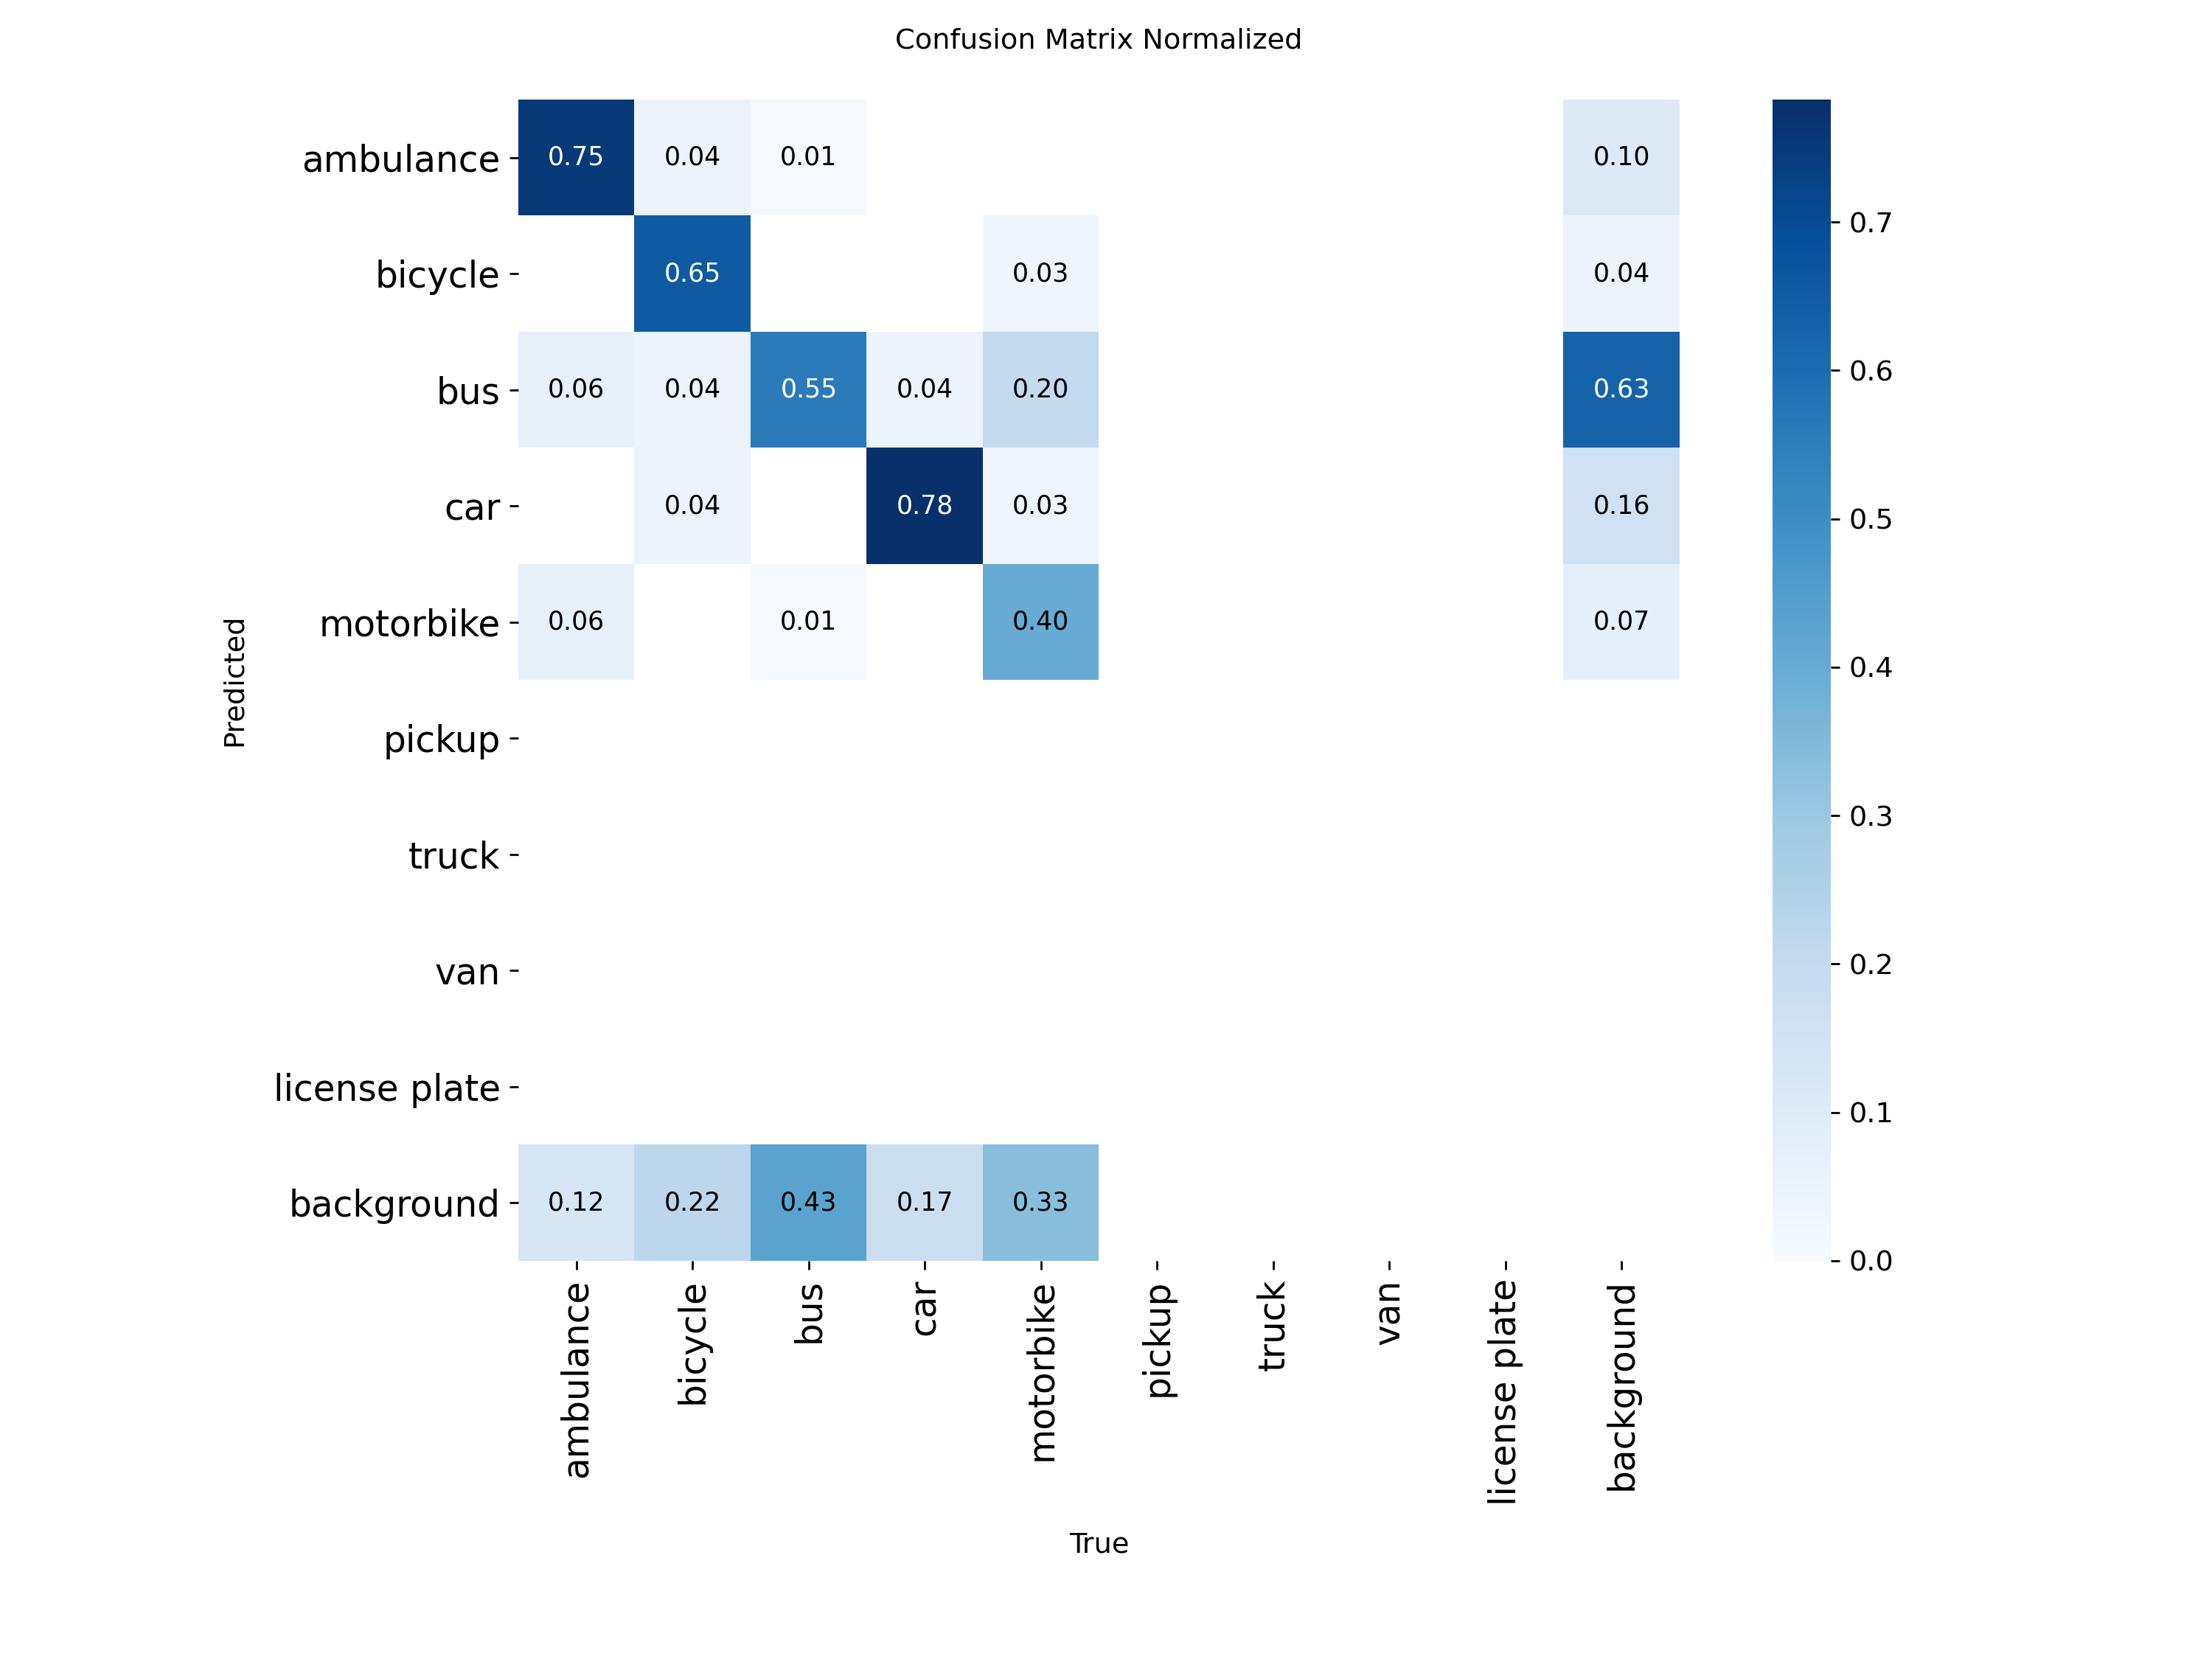 Confusion Matrix Normalized
ambulance 0.75 0.04 0.01 0.10
bicycle 0.65 0.03 0.04
bus 0.06 0.04 0.55 0.04 0.20 0.63
car 0.04 0.78 0.03 0.16
motorbike 0.06 0.01 0.40 0.07
pickup
truck
van
license plate
background 0.12 0.22 0.43 0.17 0.33
Predicted
ambulance bicycle bus car motorbike pickup truck van license plate background
True
0.7
0.6
0.5
0.4
0.3
0.2
0.1
0.0